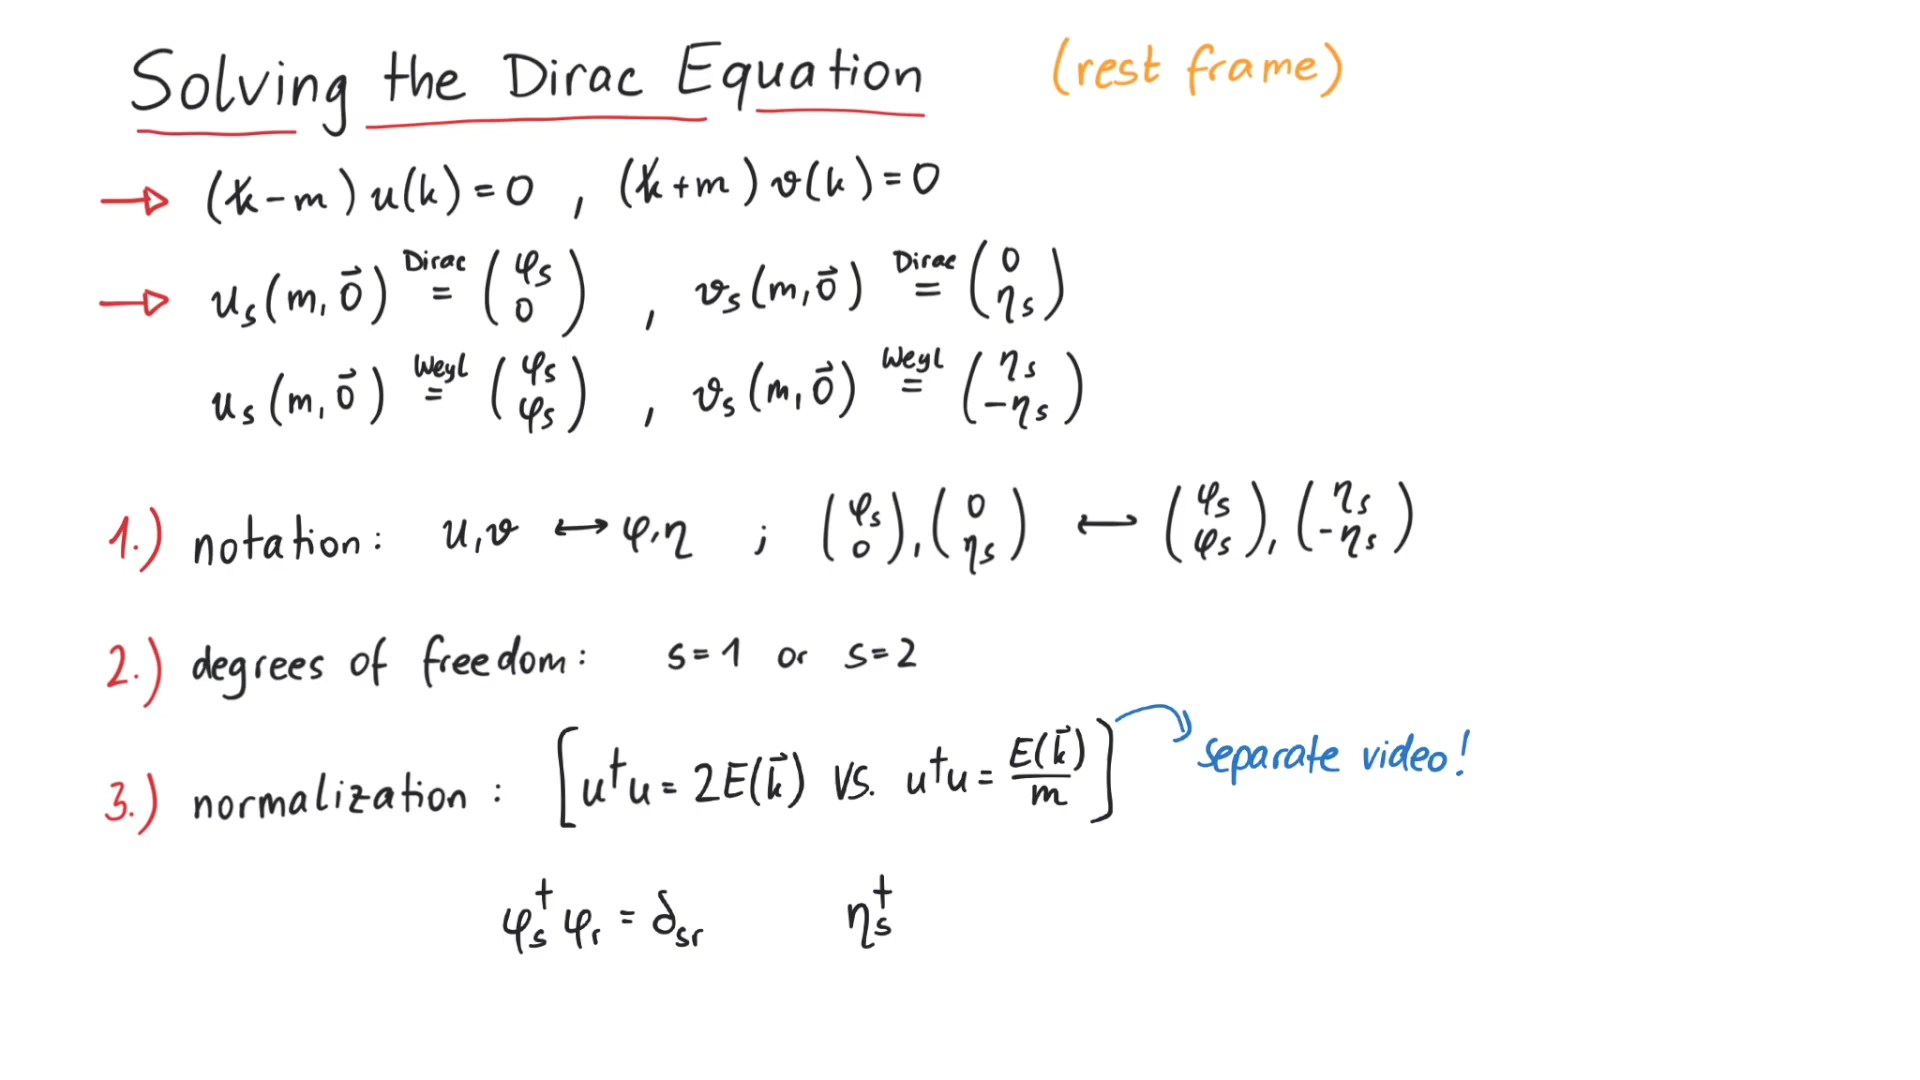 Solving the Dirac Equation (rest frame)
(k̸ - m) u(k) = 0 , (k̸ + m) v(k) = 0
u_s(m, 0⃗) =^{Dirac} (φ_s 0) , v_s(m, 0⃗) =^{Dirac} (0 η_s)
u_s(m, 0⃗) =^{Weyl} (φ_s φ_s) , v_s(m, 0⃗) =^{Weyl} (η_s -η_s)
1.) notation: u, v ↔ φ, η ; (φ_s 0), (0 η_s) ↔ (φ_s φ_s), (η_s -η_s)
2.) degrees of freedom: s = 1 or s = 2
3.) normalization: [u†u = 2E(k⃗) vs. u†u = E(k⃗)/m] separate video!
φ_s† φ_r = δ_sr η_s†